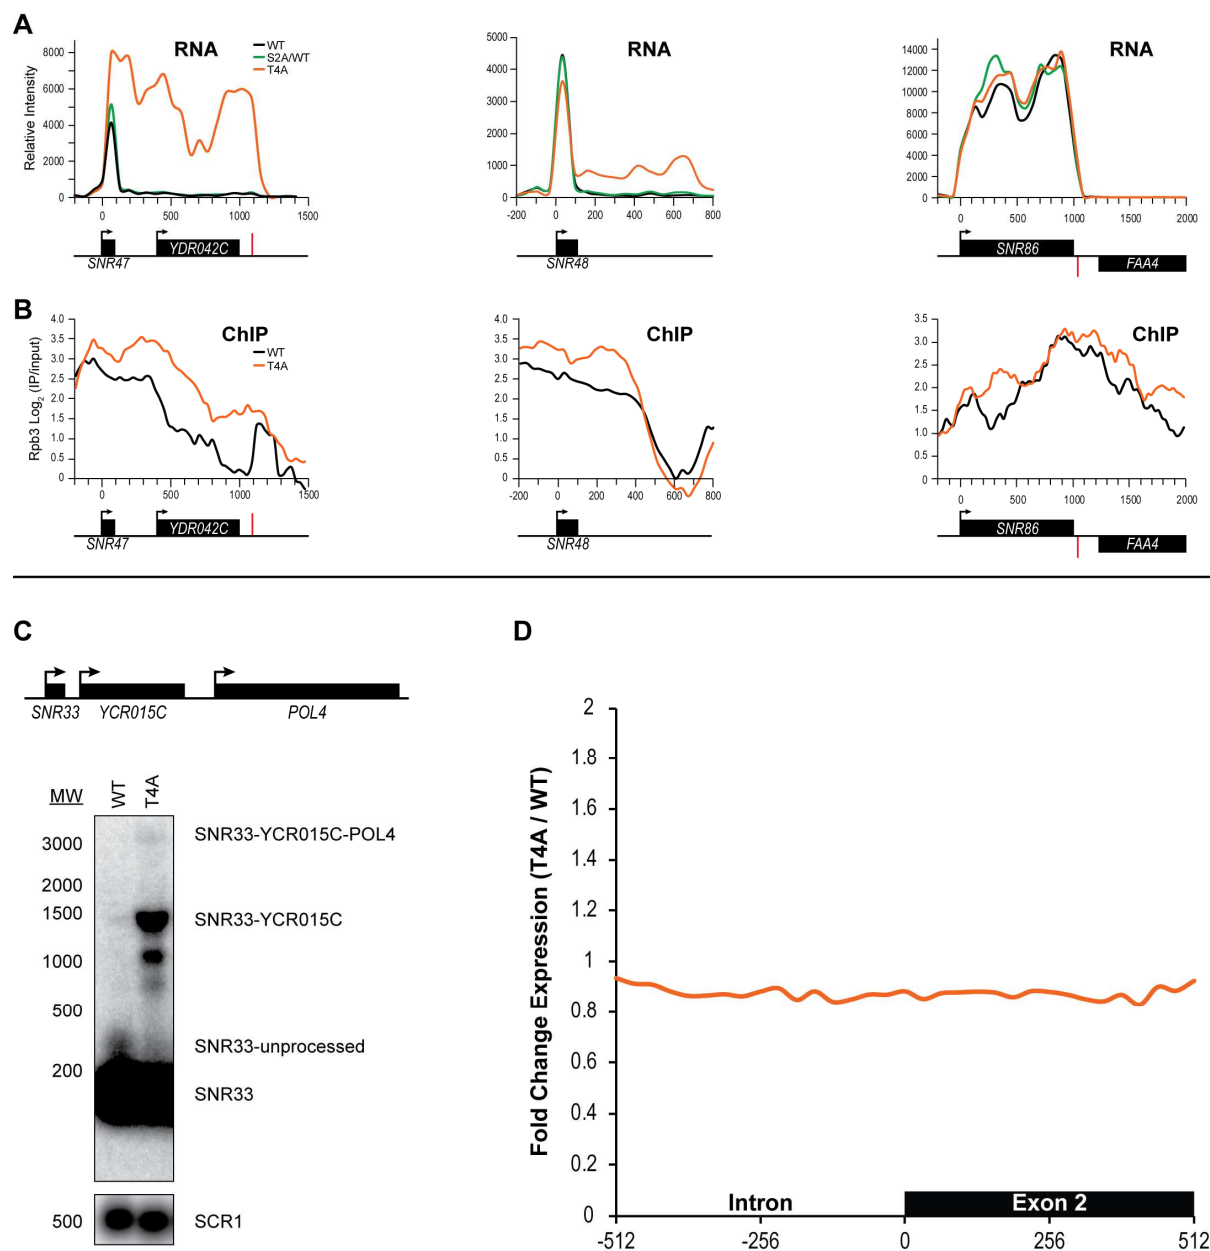 A
RNA
WT
S2A/WT
T4A
Relative Intensity
8000
6000
4000
2000
0
0 500 1000 1500
SNR47
YDR042C
RNA
5000
4000
3000
2000
1000
0
-200 0 200 400 600 800
SNR48
RNA
14000
12000
10000
8000
6000
4000
2000
0
0 500 1000 1500 2000
SNR86
FAA4
B
ChIP
WT
T4A
Rpb3 Log2 (IP/input)
4.0
3.5
3.0
2.5
2.0
1.5
1.0
0.5
0
0 500 1000 1500
SNR47
YDR042C
ChIP
4.0
3.5
3.0
2.5
2.0
1.5
1.0
0.5
0
-200 0 200 400 600 800
SNR48
ChIP
3.5
3.0
2.5
2.0
1.5
1.0
0.5
0
0 500 1000 1500 2000
SNR86
FAA4
C
SNR33 YCR015C POL4
MW WT T4A
3000
2000
1500
1000
500
200
SNR33-YCR015C-POL4
SNR33-YCR015C
SNR33-unprocessed
SNR33
500
SCR1
D
Fold Change Expression (T4A / WT)
2
1.8
1.6
1.4
1.2
1
0.8
0.6
0.4
0.2
0
Intron Exon 2
-512 -256 0 256 512